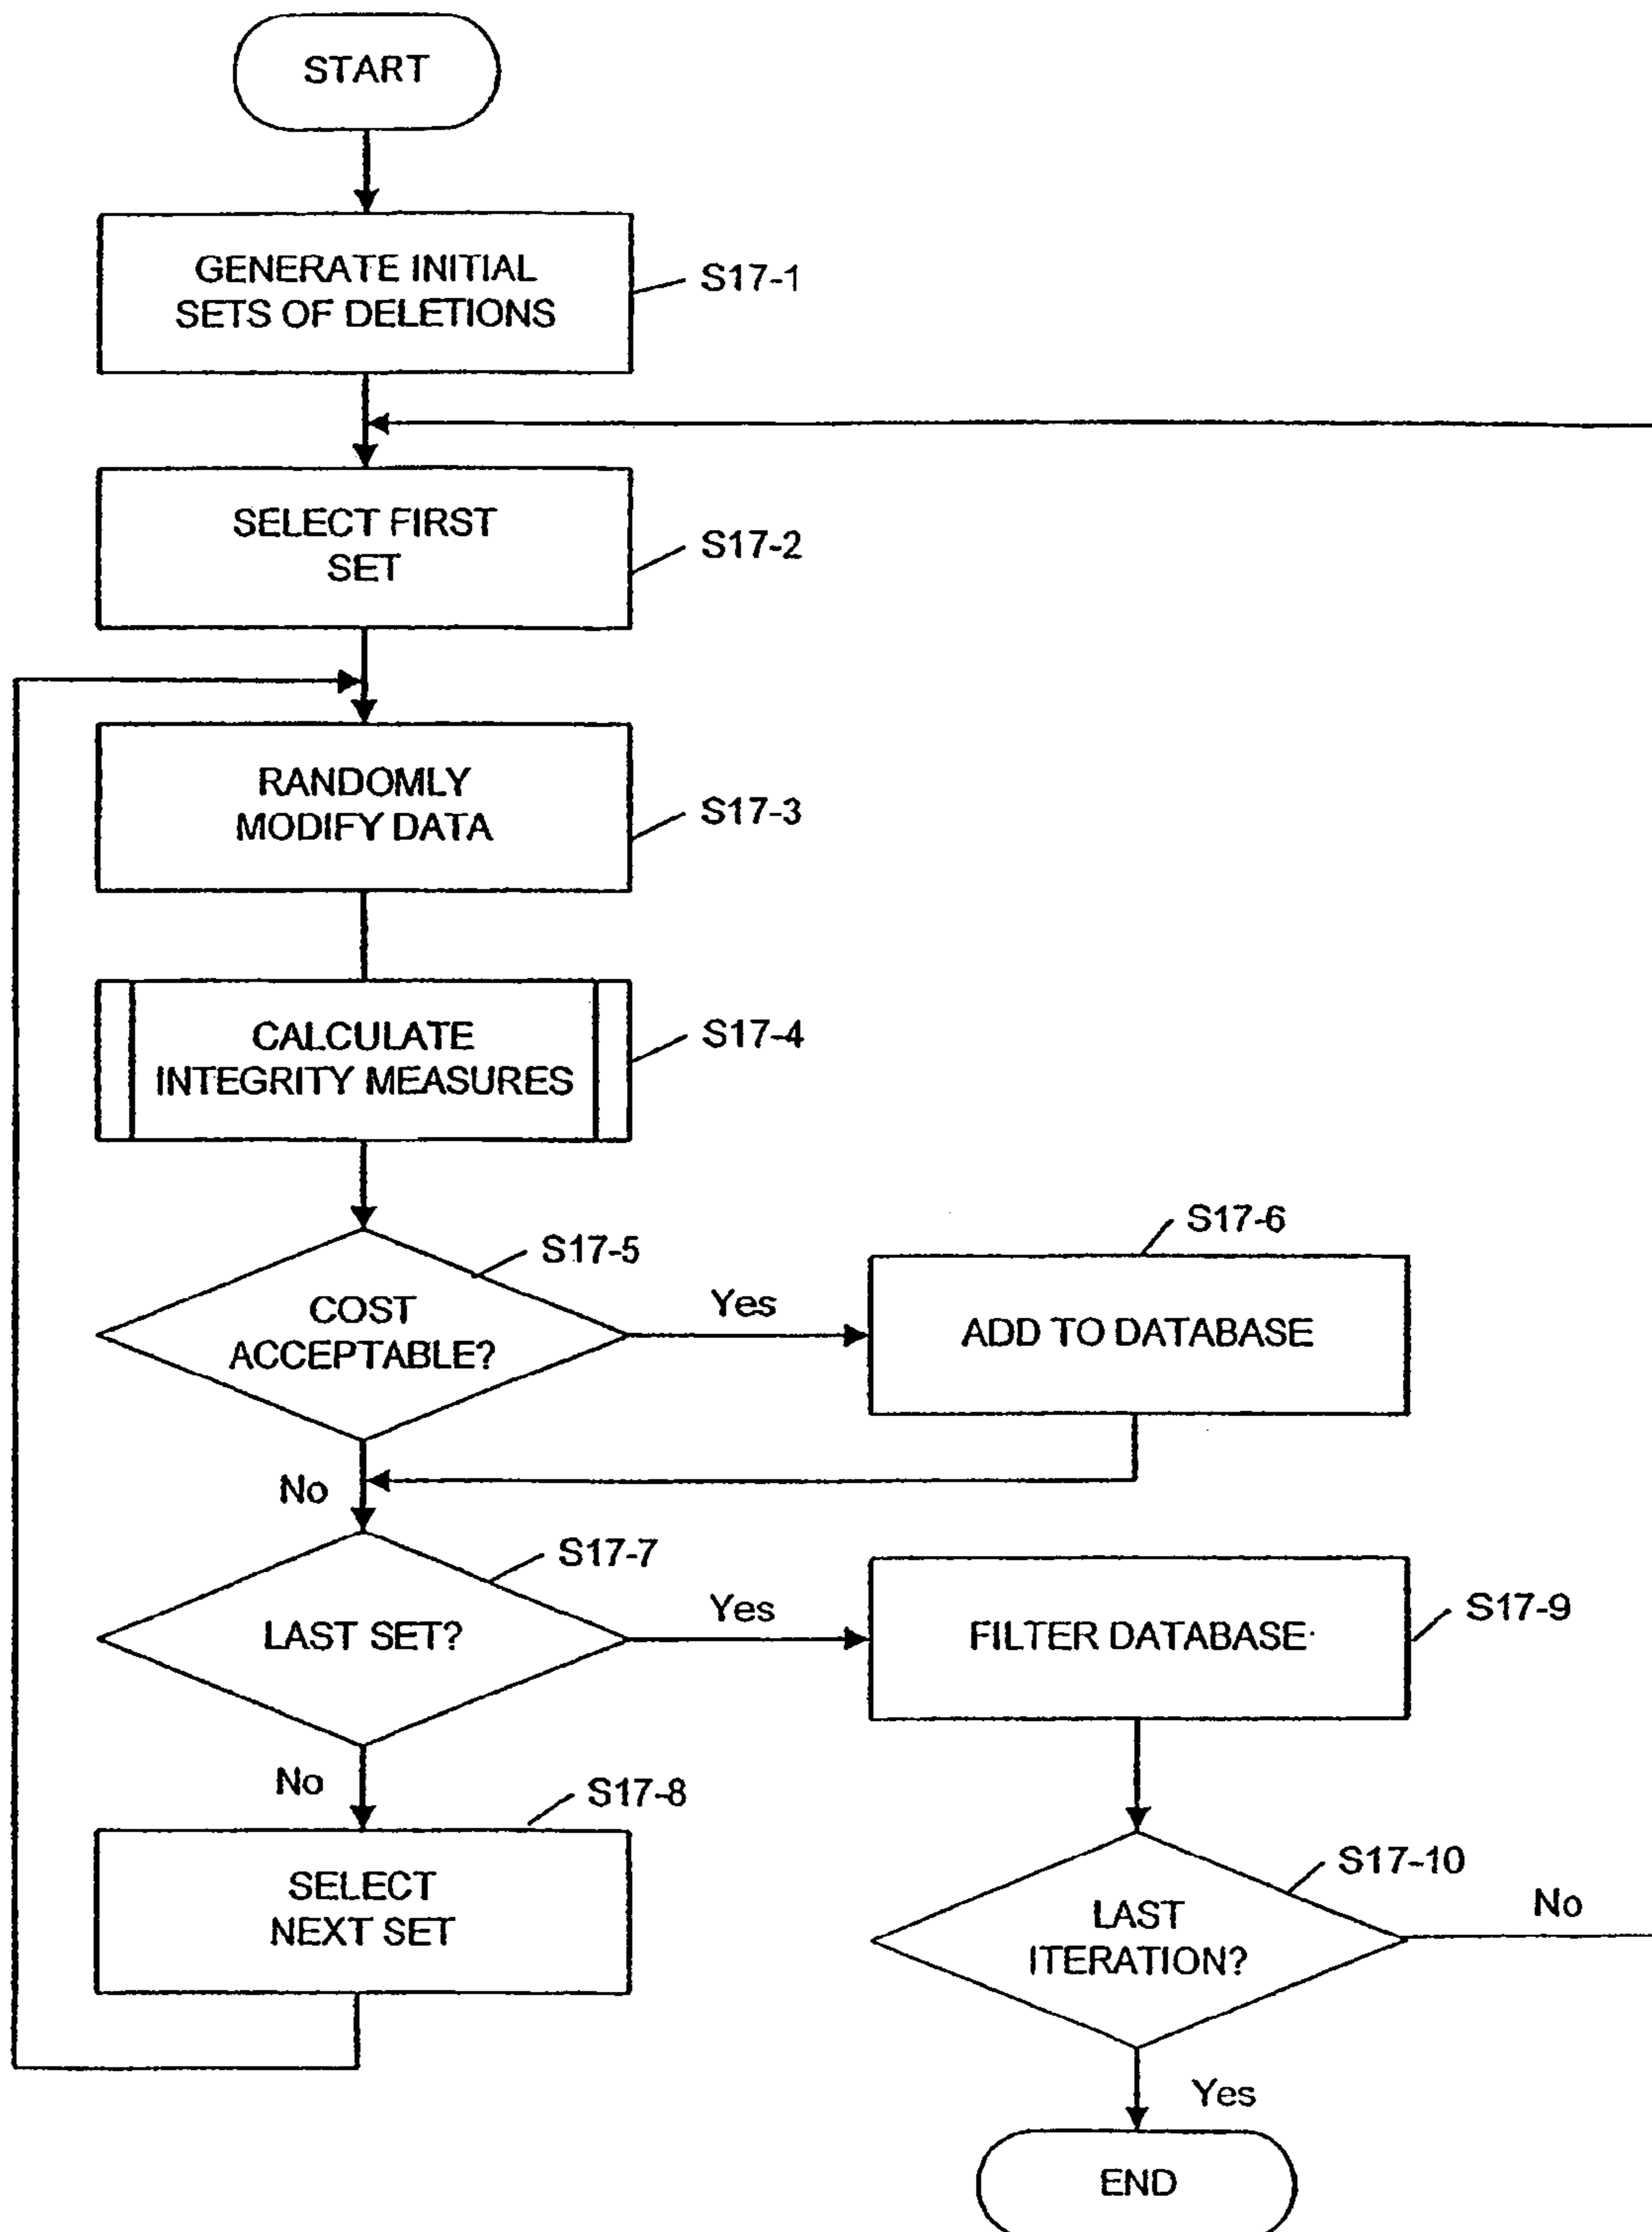 START
GENERATE INITIAL
SETS OF DELETIONS
S17-1
SELECT FIRST
SET
S17-2
RANDOMLY
MODIFY DATA
S17-3
CALCULATE
INTEGRITY MEASURES
S17-4
COST
ACCEPTABLE?
S17-5
Yes
S17-6
ADD TO DATABASE
No
LAST SET?
S17-7
Yes
FILTER DATABASE
S17-9
No
S17-8
SELECT
NEXT SET
LAST
ITERATION?
S17-10
No
Yes
END